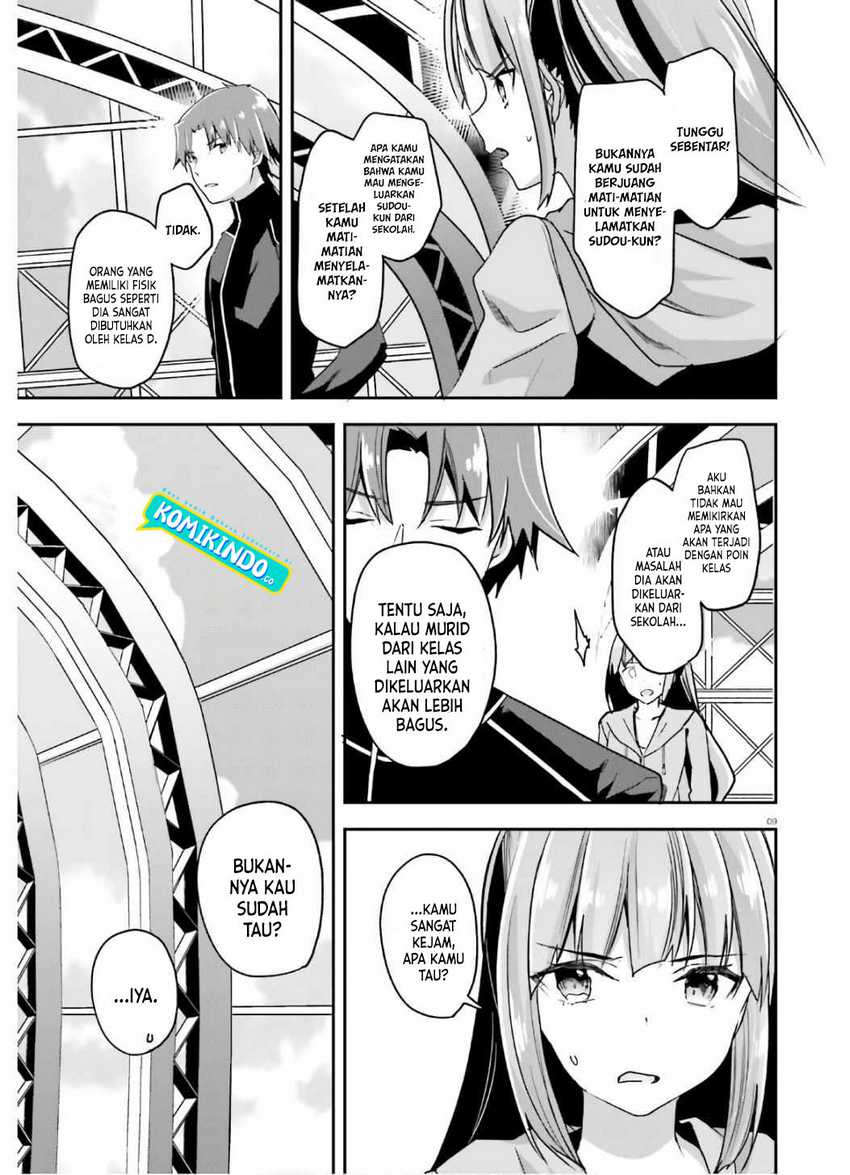 TUNGGU
SEBENTAR!
BUKANNYA
KAMU SUDAH
BERJUANG
MATI-MATIAN
UNTUK MENYE-
LAMATKAN
SUDOU-KUN?
APA KAMU
MENGATAKAN
BAHWA KAMU
MAU MENGE-
LUARKAN
SUDOU-KUN
DARI
SEKOLAH.
SETELAH
KAMU
MATI-
MATIAN
MENYELA-
MATKAN-
NYA?
TIDAK.
ORANG YANG
MEMILIKI FISIK
BAGUS SEPERTI
DIA SANGAT
DIBUTUHKAN
OLEH KELAS D.
AKU
BAHKAN
TIDAK MAU
MEMIKIRKAN
APA YANG
AKAN TERJADI
DENGAN POIN
KELAS
ATAU
MASALAH
DIA AKAN
DIKELUAR-
KAN DARI
SEKOLAH...
TENTU SAJA,
KALAU MURID
DARI KELAS
LAIN YANG
DIKELUARKAN
AKAN LEBIH
BAGUS.
KOMIKINDO
.CO
09
...KAMU
SANGAT
KEJAM,
APA KAMU
TAU?
BUKAN-
NYA KAU
SUDAH
TAU?
...IYA.